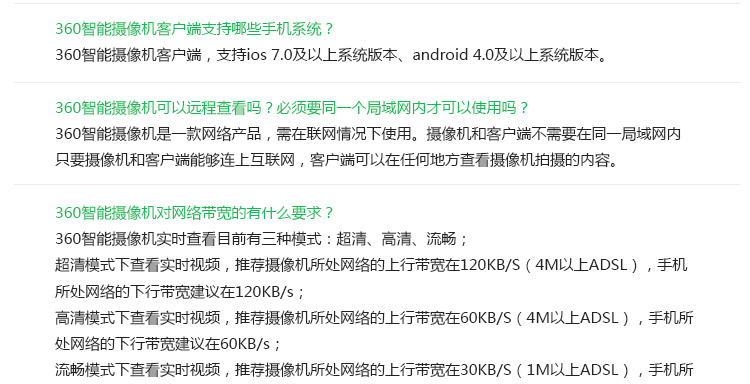 360智能摄像机客户端支持哪些手机系统？
360智能摄像机客户端，支持ios 7.0及以上系统版本、android 4.0及以上系统版本。
360智能摄像机可以远程查看吗？必须要同一个局域网内才可以使用吗？
360智能摄像机是一款网络产品，需在联网情况下使用。摄像机和客户端不需要在同一局域网内
只要摄像机和客户端能够连上互联网，客户端可以在任何地方查看摄像机拍摄的内容。
360智能摄像机对网络带宽的有什么要求？
360智能摄像机实时查看目前有三种模式：超清、高清、流畅；
超清模式下查看实时视频，推荐摄像机所处网络的上行带宽在120KB/S（4M以上ADSL），手机
所处网络的下行带宽建议在120KB/s；
高清模式下查看实时视频，推荐摄像机所处网络的上行带宽在60KB/S（4M以上ADSL），手机所
处网络的下行带宽建议在60KB/s；
流畅模式下查看实时视频，推荐摄像机所处网络的上行带宽在30KB/S（1M以上ADSL），手机所